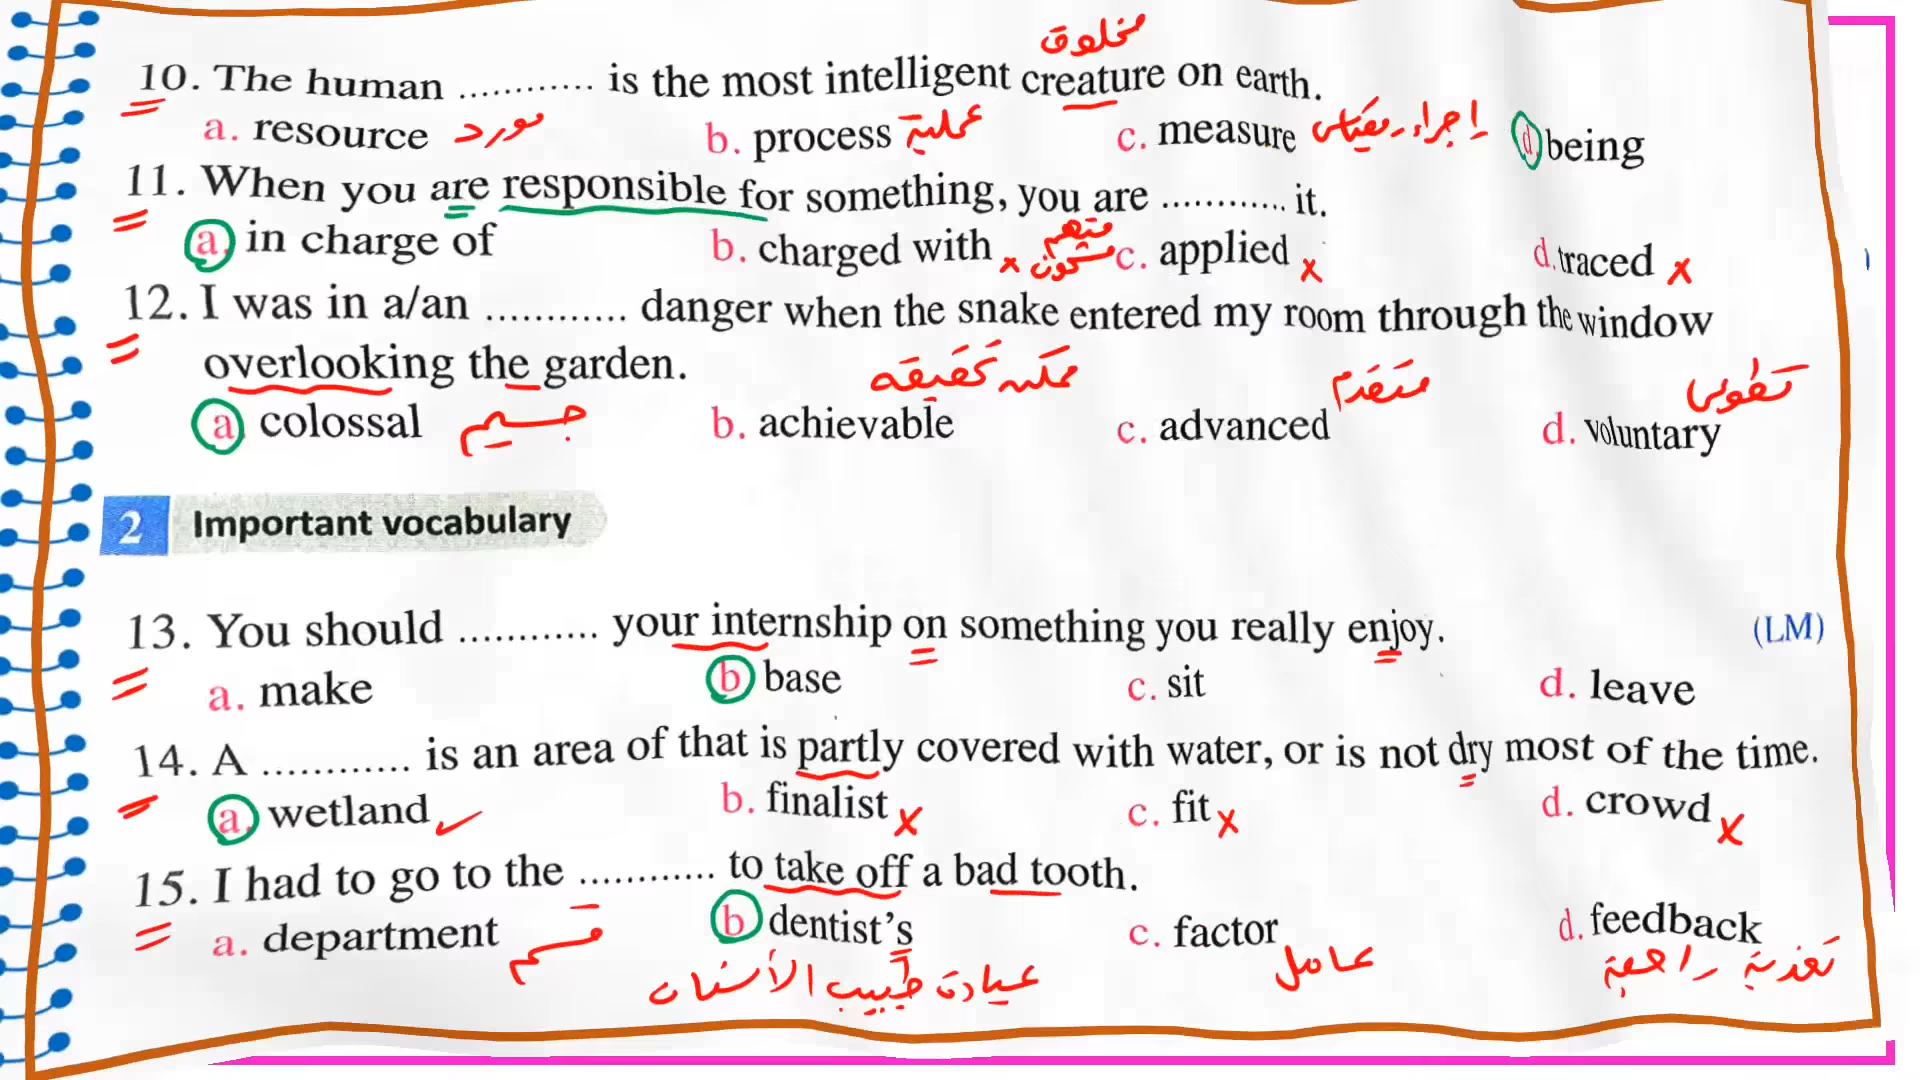 مخلوق
10. The human ............ is the most intelligent creature on earth.
a. resource مورد b. process عملية c. measure إجراء، مقياس d. being
11. When you are responsible for something, you are ............ it.
a. in charge of b. charged with x متهم مشحون c. applied x d. traced x
12. I was in a/an ............ danger when the snake entered my room through the window
overlooking the garden.
ممكن تحقيقه متقدم تطوعى
a. colossal جسيم b. achievable c. advanced d. voluntary
2 Important vocabulary
13. You should ............ your internship on something you really enjoy. (LM)
a. make b. base c. sit d. leave
14. A ............ is an area of that is partly covered with water, or is not dry most of the time.
a. wetland ✓ b. finalist x c. fit x d. crowd x
15. I had to go to the ............ to take off a bad tooth.
a. department قسم b. dentist's c. factor عامل d. feedback
عيادة طبيب الأسنان تغذية راجعة